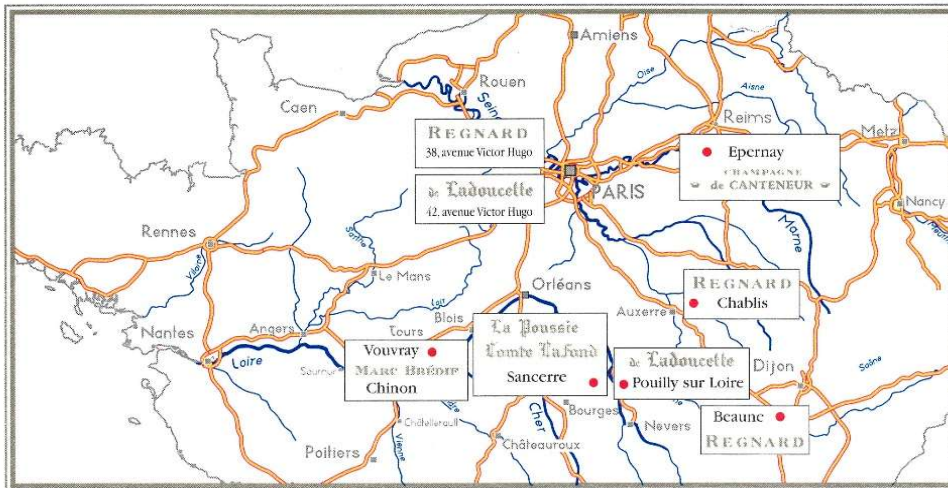 Amiens
Oise
Aisne
Rouen
Seine
Caen
Reims
Metz
REGNARD
38, avenue Victor Hugo
Epernay
CHAMPAGNE
de CANTENEUR
de Ladoucette
42, avenue Victor Hugo
PARIS
Nancy
Marne
Rennes
Vilaine
Sarthe
Le Mans
Loir
Orléans
REGNARD
Chablis
Auxerre
Blois
Tours
Angers
Nantes
Loire
Saumur
Vouvray
MARC BRÉDIF
Chinon
La Poussie
Comte Lafond
Sancerre
de Ladoucette
Pouilly sur Loire
Dijon
Saône
Beaune
REGNARD
Bourges
Cher
Nevers
Châtellerault
Vienne
Châteauroux
Poitiers